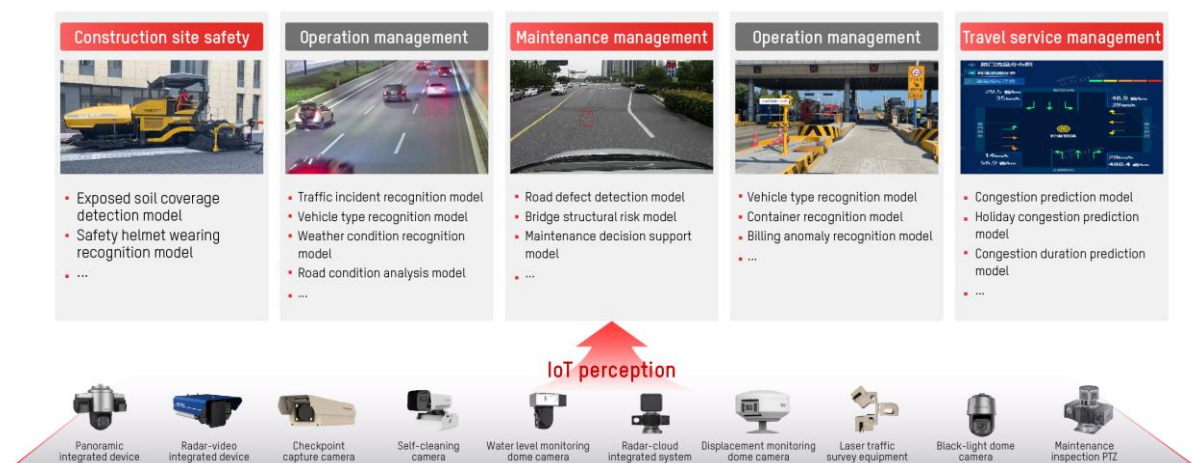 Construction site safety
Exposed soil coverage
detection model
Safety helmet wearing
recognition model
...
Operation management
Traffic incident recognition model
Vehicle type recognition model
Weather condition recognition
model
Road condition analysis model
...
Maintenance management
Road defect detection model
Bridge structural risk model
Maintenance decision support
model
...
Operation management
Vehicle type recognition model
Container recognition model
Billing anomaly recognition model
...
Travel service management
Congestion prediction model
Holiday congestion prediction
model
Congestion duration prediction
model
...
IoT perception
Panoramic
integrated device
Radar-video
integrated device
Checkpoint
capture camera
Self-cleaning
camera
Water level monitoring
dome camera
Radar-cloud
integrated system
Displacement monitoring
dome camera
Laser traffic
survey equipment
Black-light dome
camera
Maintenance
inspection PTZ